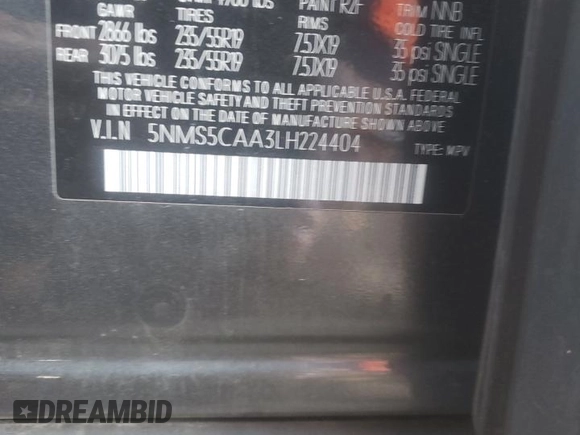 GAWR TIRES RIMS COLD TIRE INFL.
PAINT RZF TRIM NNB
FRONT 2866 lbs 235/55R19 7.5JX19 35 psi SINGLE
REAR 3075 lbs 235/55R19 7.5JX19 35 psi SINGLE
THIS VEHICLE CONFORMS TO ALL APPLICABLE U.S.A. FEDERAL
MOTOR VEHICLE SAFETY AND THEFT PREVENTION STANDARDS
IN EFFECT ON THE DATE OF MANUFACTURE SHOWN ABOVE.
V.I.N 5NMS5CAA3LH224404 TYPE: MPV
DREAMBID